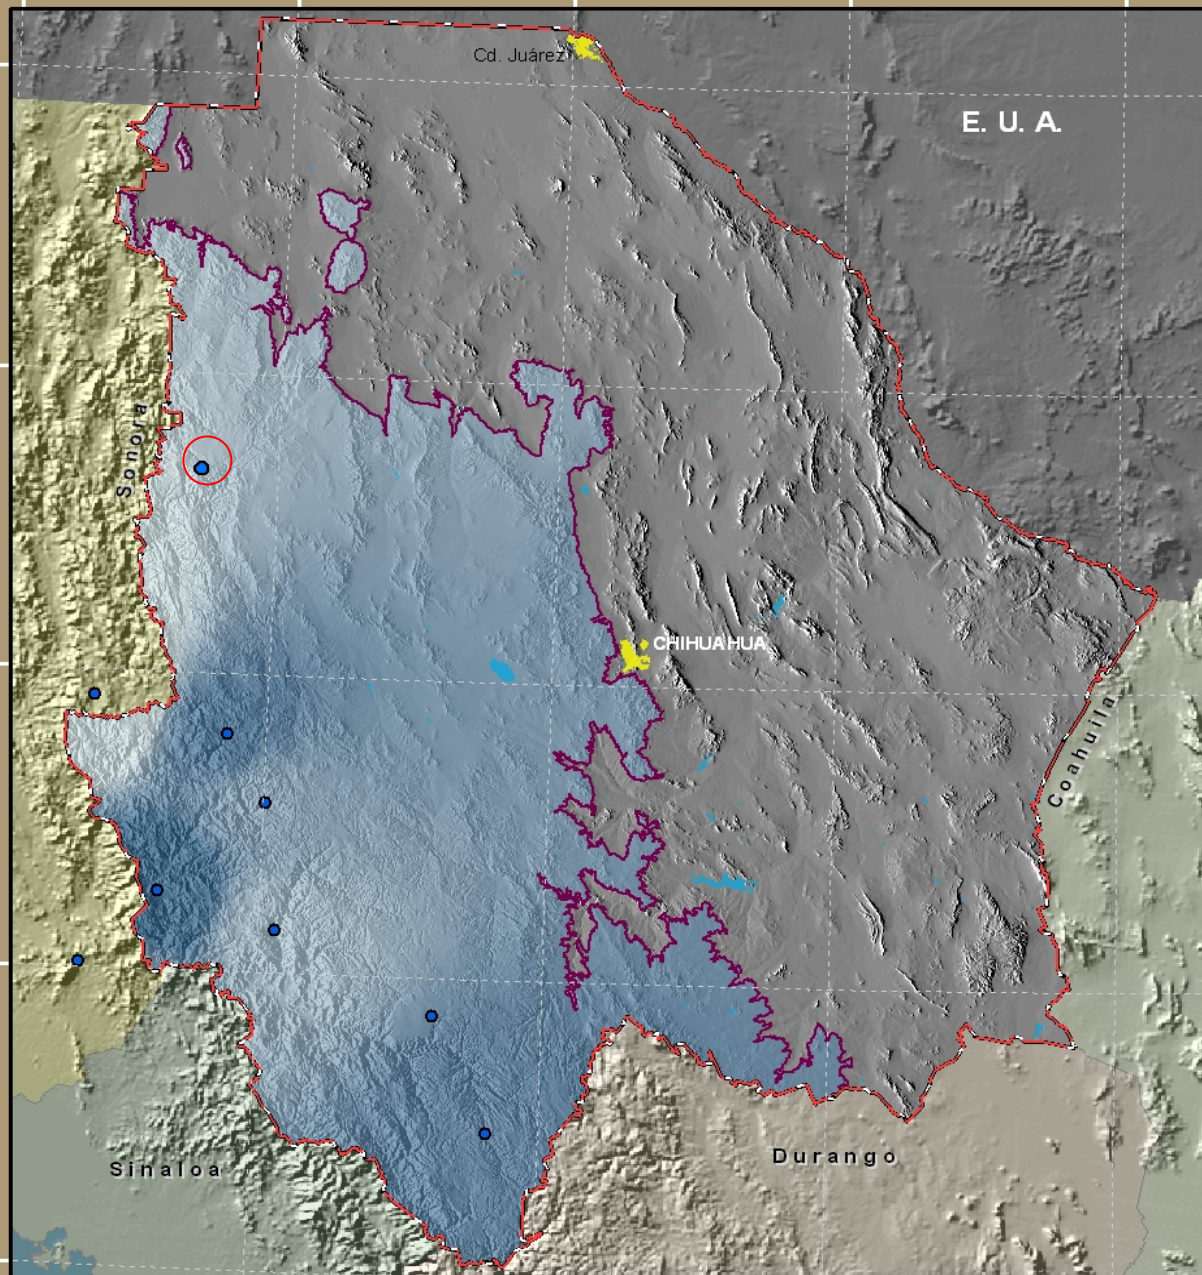 Cd. Juárez
E. U. A.
Sonora
CHIHUAHUA
Coahuila
Durango
Sinaloa